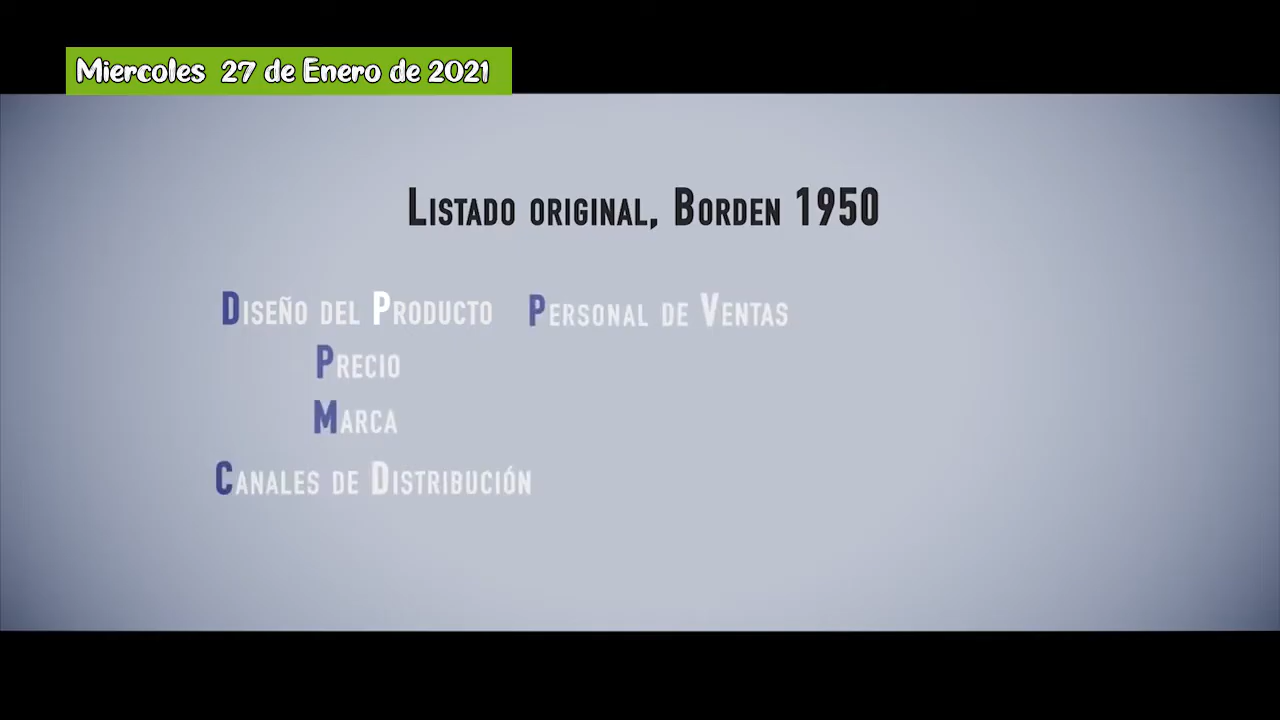 Miercoles 27 de Enero de 2021
Listado original, Borden 1950
Diseño del Producto
Precio
Marca
Canales de Distribución
Personal de Ventas